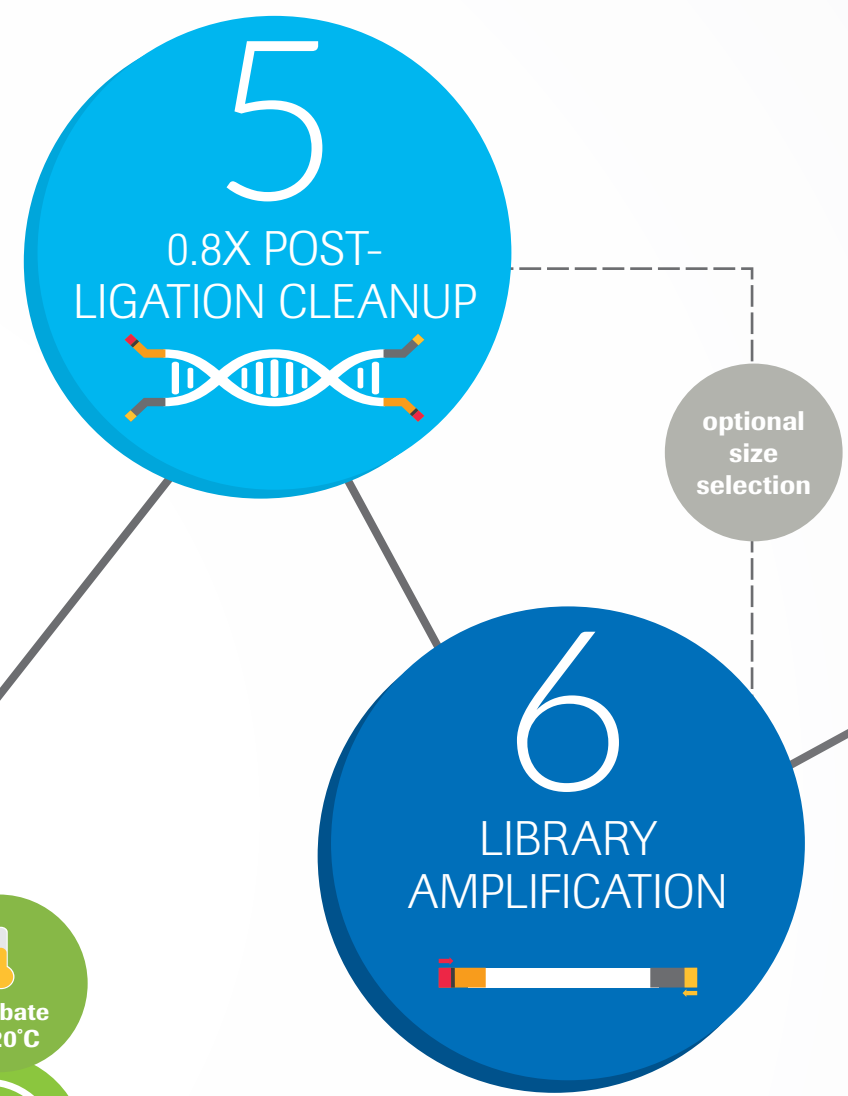 5
0.8X POST-
LIGATION CLEANUP
optional
size
selection
6
LIBRARY
AMPLIFICATION